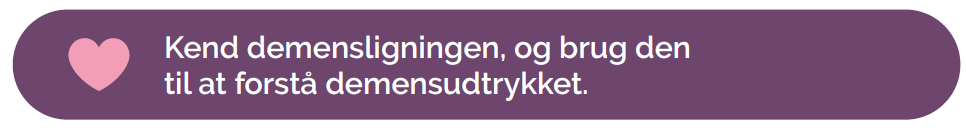 Kend demensligningen, og brug den
til at forstå demensudtrykket.